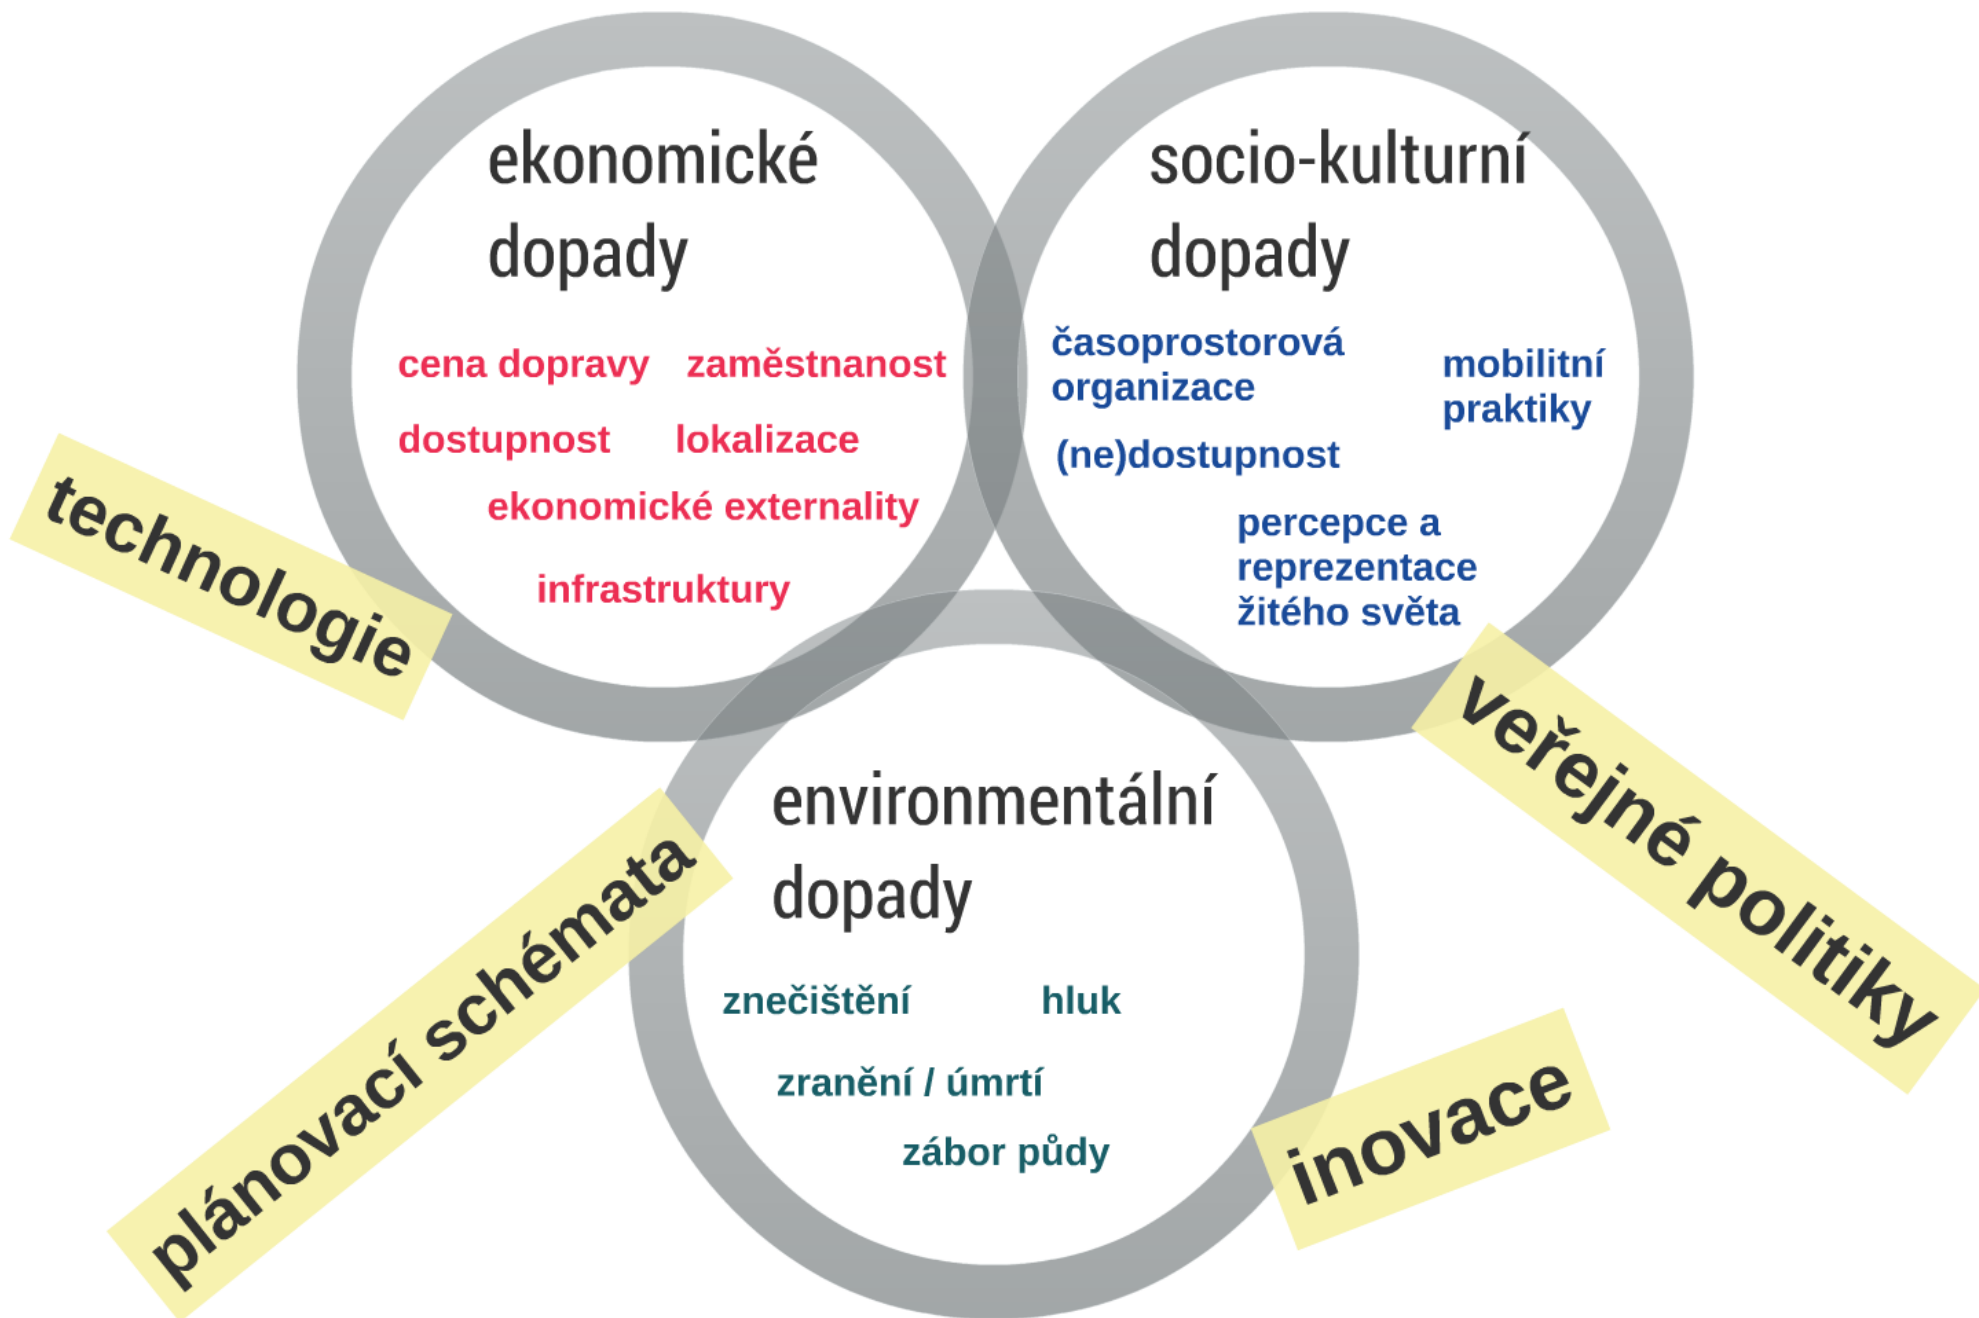 ekonomické
dopady
cena dopravy
zaměstnanost
dostupnost
lokalizace
ekonomické externality
infrastruktury
socio-kulturní
dopady
časoprostorová
organizace
mobilitní
praktiky
(ne)dostupnost
percepce a
reprezentace
žitého světa
environmentální
dopady
znečištění
hluk
zranění / úmrtí
zábor půdy
technologie
plánovací schémata
veřejné politiky
inovace